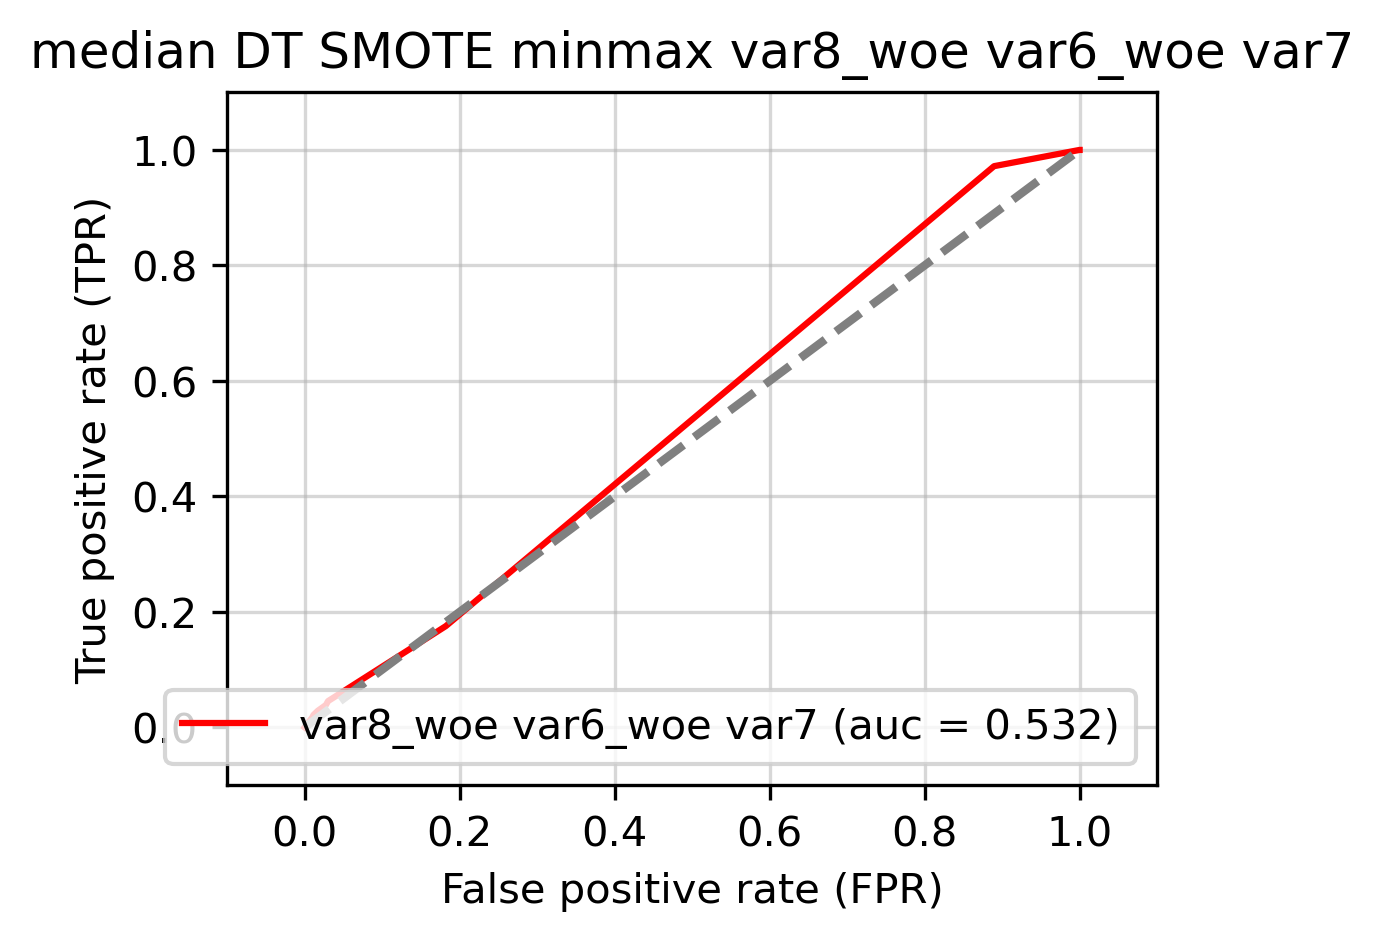 median DT SMOTE minmax var8_woe var6_woe var7
True positive rate (TPR)
1.0
0.8
0.6
0.4
0.2
0.0
var8_woe var6_woe var7 (auc = 0.532)
0.0 0.2 0.4 0.6 0.8 1.0
False positive rate (FPR)